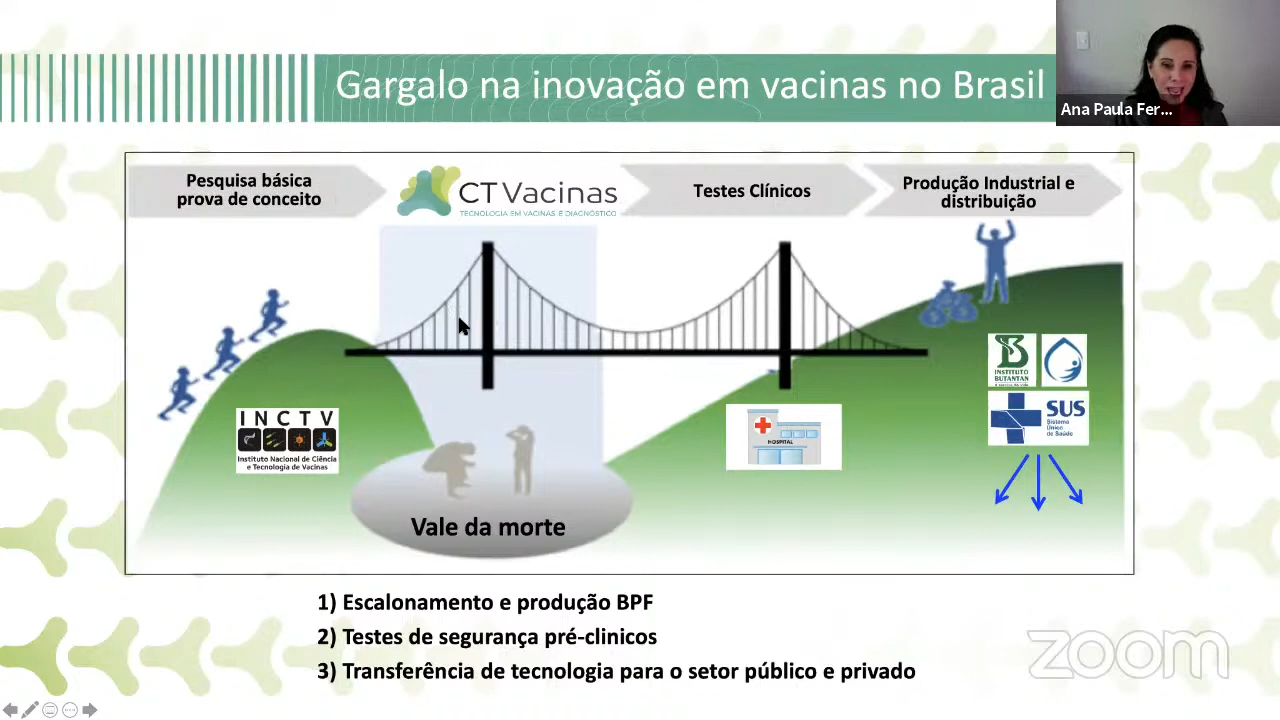 Gargalo na inovação em vacinas no Brasil
Ana Paula Fer...
Pesquisa básica
prova de conceito
CTVacinas
TECNOLOGIA EM VACINAS E DIAGNÓSTICO
Testes Clínicos
Produção Industrial e
distribuição
INCTV
Instituto Nacional de Ciência
e Tecnologia de Vacinas
HOSPITAL
INSTITUTO
BUTANTAN
SUS
Sistema
Único
de Saúde
Vale da morte
1) Escalonamento e produção BPF
2) Testes de segurança pré-clinicos
3) Transferência de tecnologia para o setor público e privado
zoom